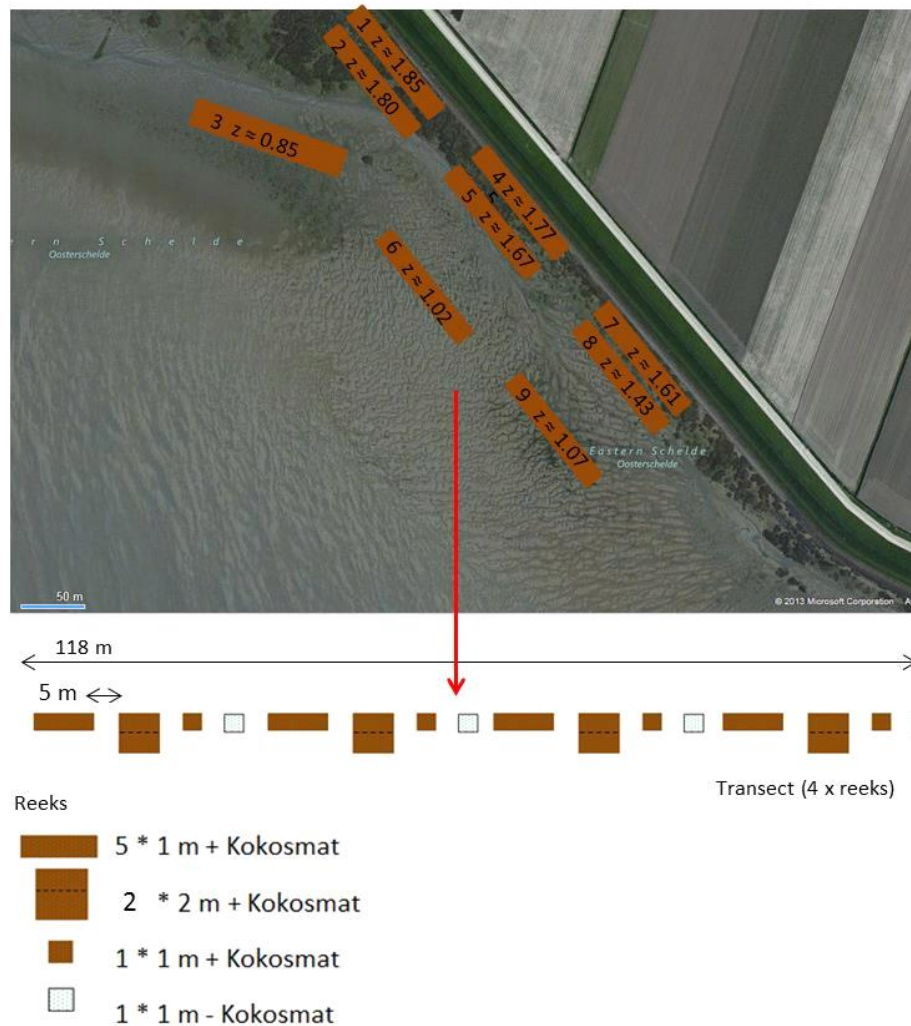 1 z ≈ 1.85
2 z ≈ 1.80
3 z ≈ 0.85
4 z ≈ 1.77
5
5 z ≈ 1.67
ern Schelde
Oosterschelde
6 z ≈ 1.02
7 z ≈ 1.61
8 z ≈ 1.43
9 z ≈ 1.07
Eastern Schelde
Oosterschelde
50 m
© 2013 Microsoft Corporation A
118 m
5 m
Transect (4 x reeks)
Reeks
5 * 1 m + Kokosmat
2 * 2 m + Kokosmat
1 * 1 m + Kokosmat
1 * 1 m - Kokosmat